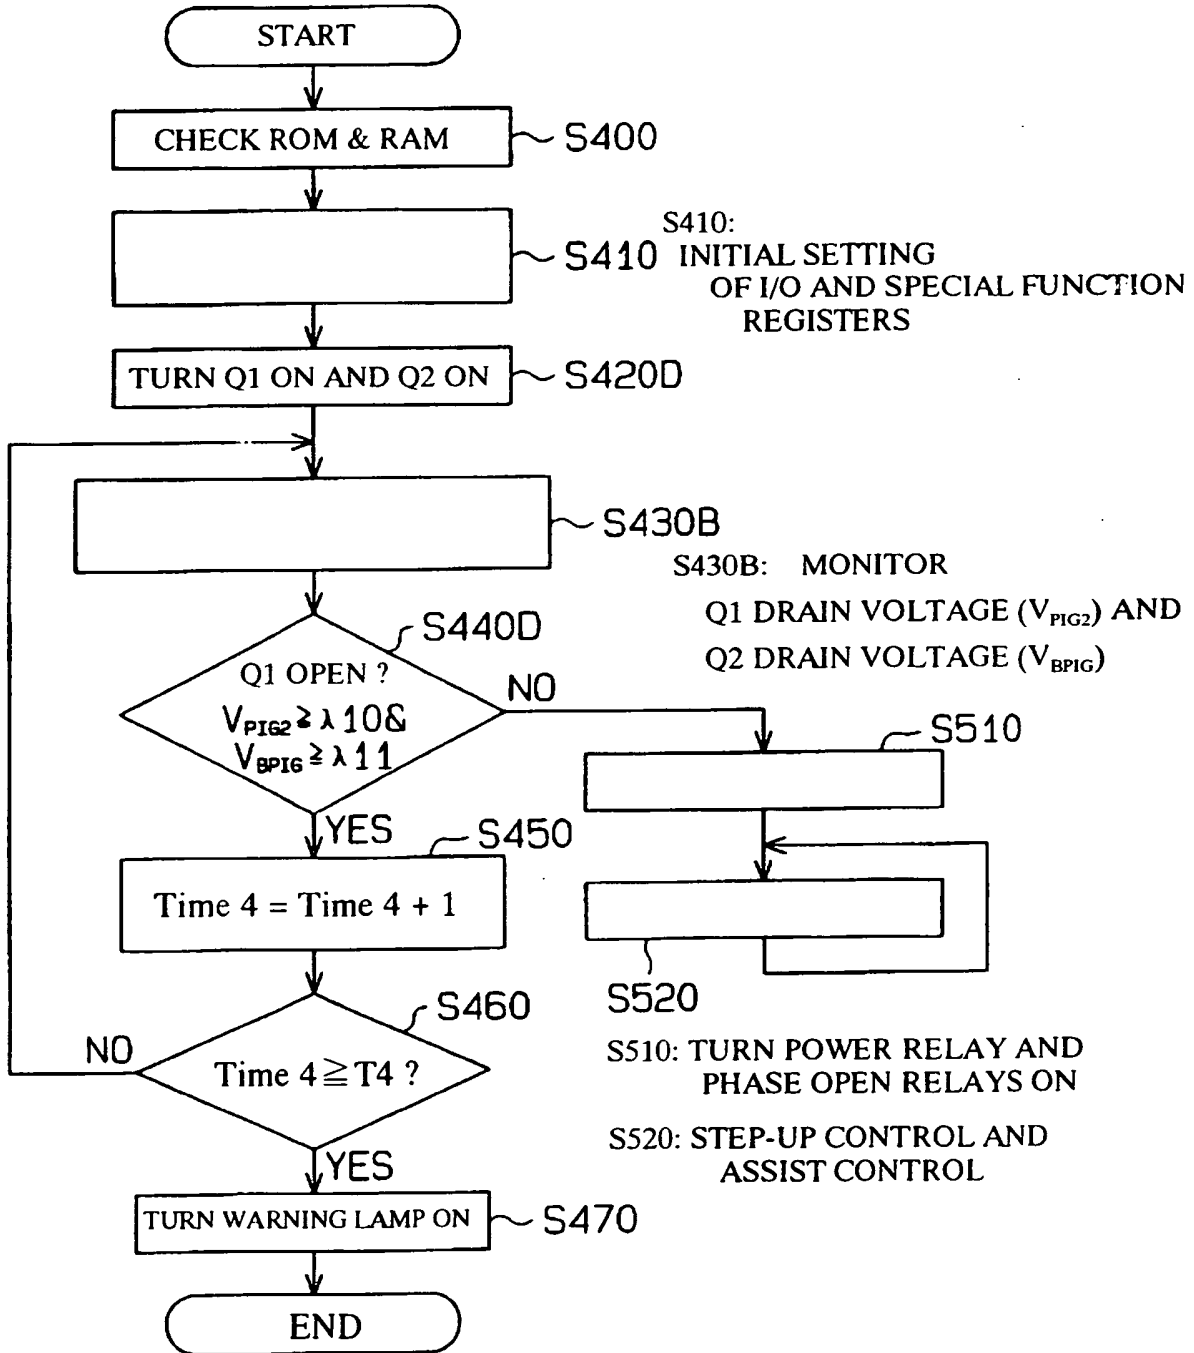 START
CHECK ROM & RAM
S400
S410
S410:
INITIAL SETTING
OF I/O AND SPECIAL FUNCTION
REGISTERS
TURN Q1 ON AND Q2 ON
S420D
S430B
S430B: MONITOR
Q1 DRAIN VOLTAGE (VPIG2) AND
Q2 DRAIN VOLTAGE (VBPIG)
S440D
Q1 OPEN ?
VPIG2 ≧ λ 10&
VBPIG ≧ λ 11
NO
YES
S510
S450
Time 4 = Time 4 + 1
S520
S460
NO
Time 4 ≧ T4 ?
S510: TURN POWER RELAY AND
PHASE OPEN RELAYS ON
S520: STEP-UP CONTROL AND
ASSIST CONTROL
YES
TURN WARNING LAMP ON
S470
END